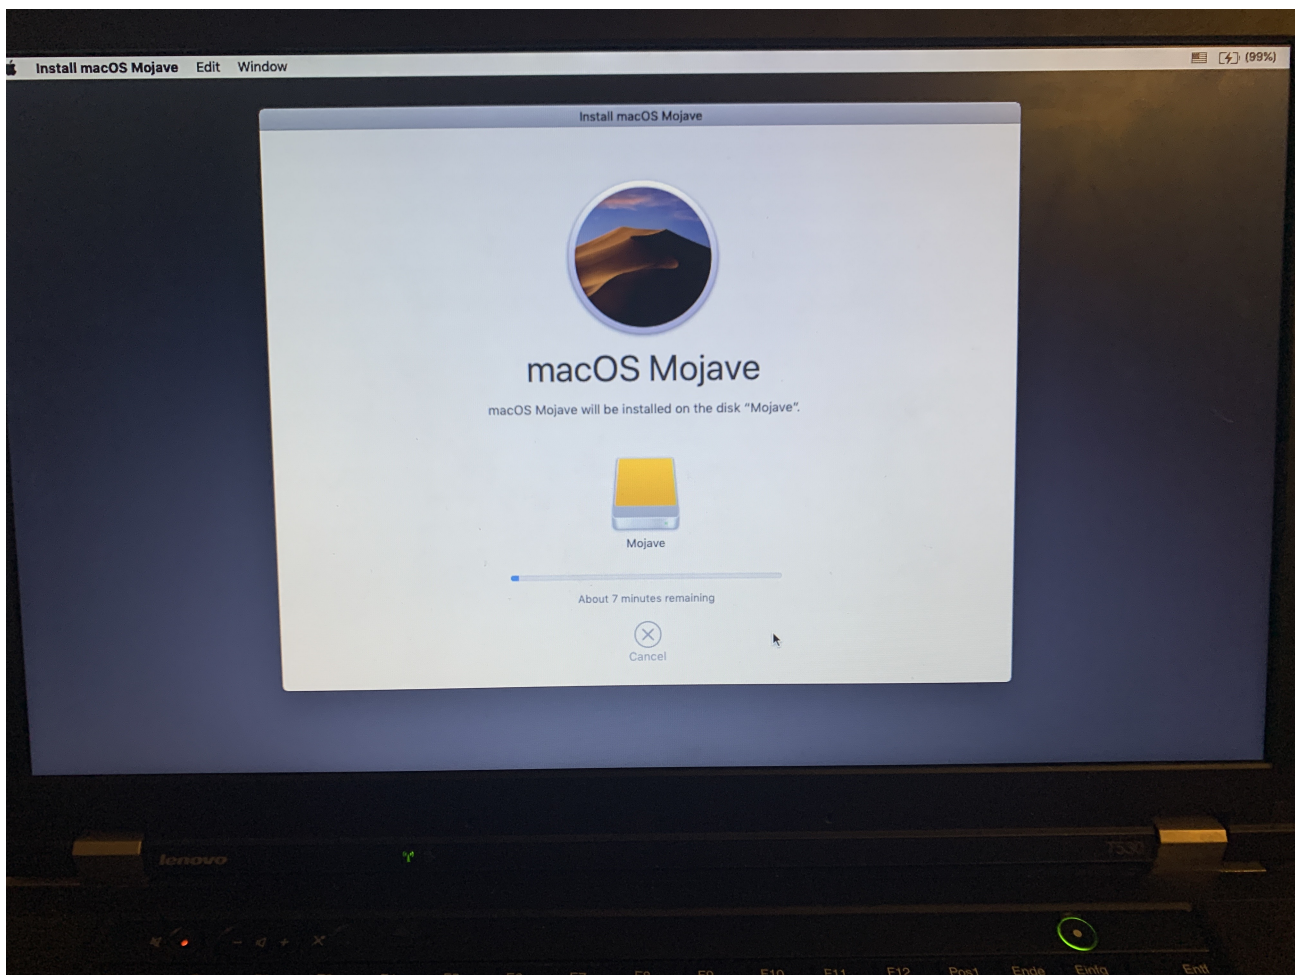 Install macOS Mojave Edit Window (99%)
Install macOS Mojave
macOS Mojave
macOS Mojave will be installed on the disk “Mojave”.
Mojave
About 7 minutes remaining
Cancel
lenovo T530
F10 F11 F12 Pos1 Ende Einfg Entf